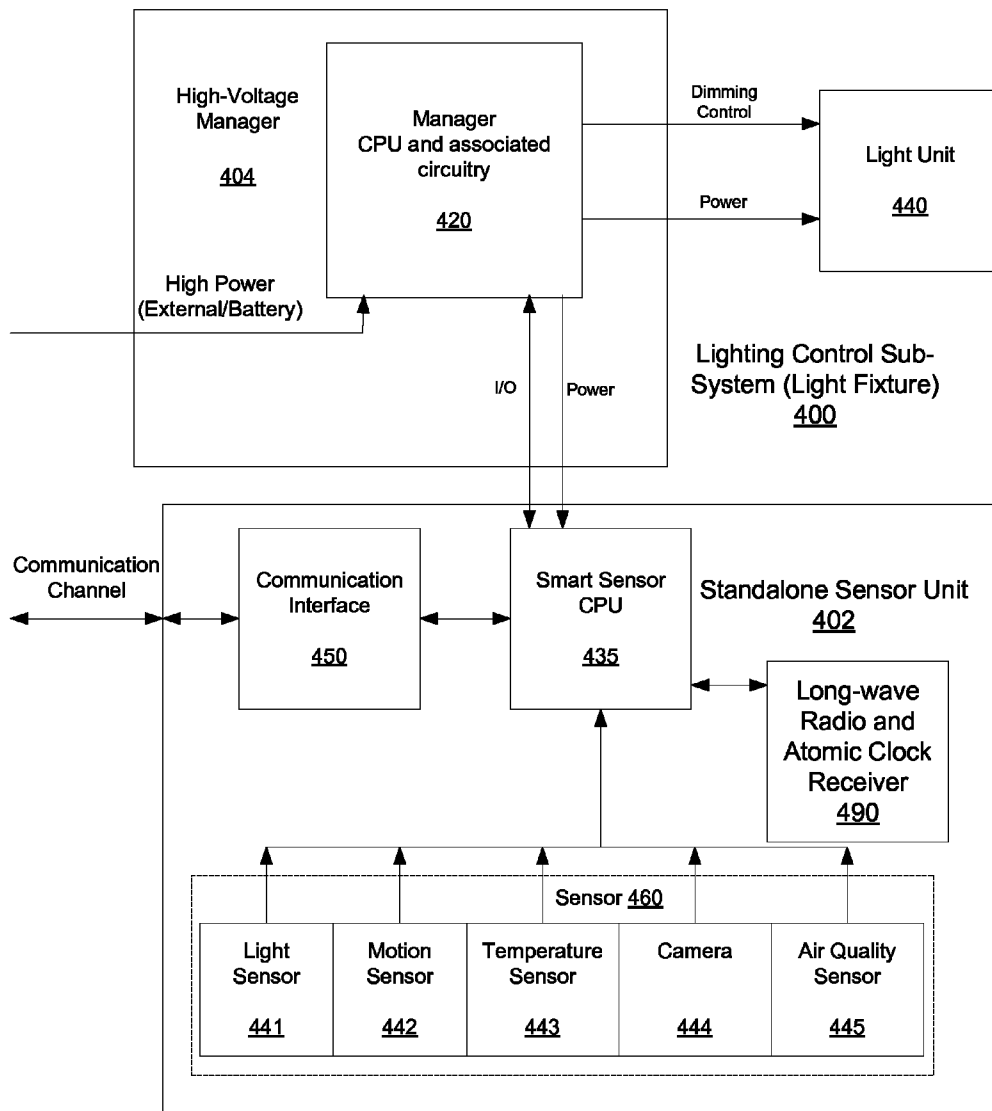 High-Voltage
Manager
404
Manager
CPU and associated
circuitry
420
Dimming
Control
Power
Light Unit
440
High Power
(External/Battery)
I/O
Power
Lighting Control Sub-
System (Light Fixture)
400
Communication
Channel
Communication
Interface
450
Smart Sensor
CPU
435
Standalone Sensor Unit
402
Long-wave
Radio and
Atomic Clock
Receiver
490
Sensor 460
Light
Sensor
441
Motion
Sensor
442
Temperature
Sensor
443
Camera
444
Air Quality
Sensor
445